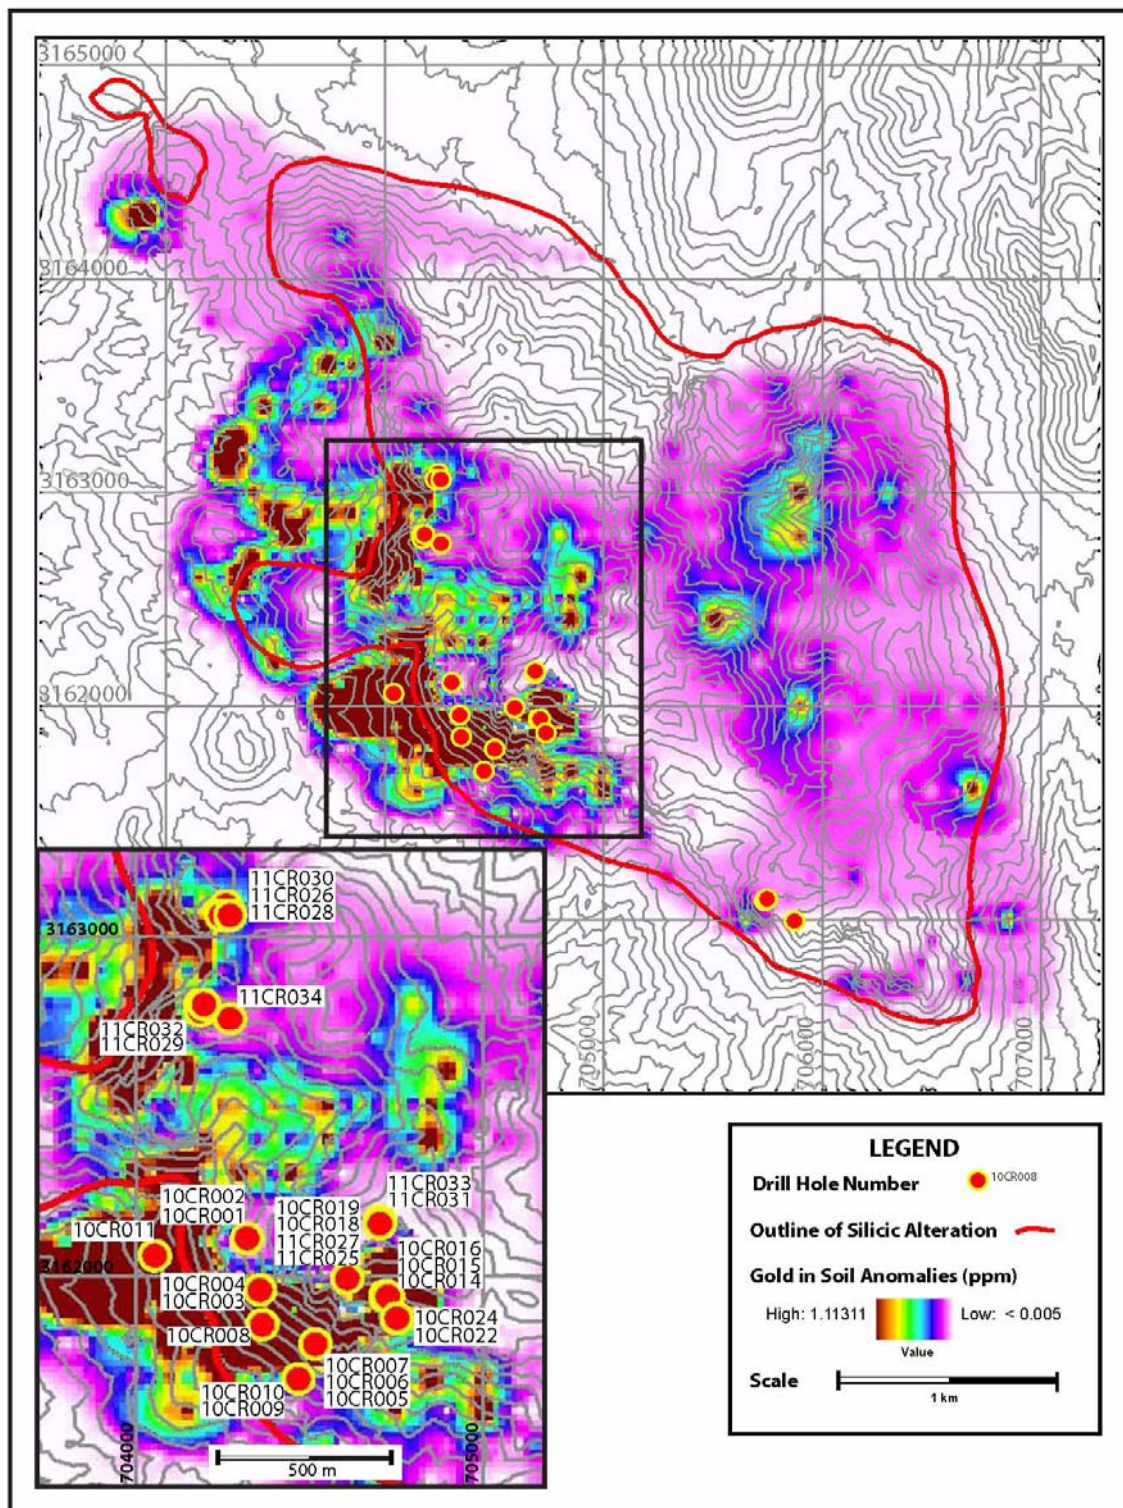 3165000
3164000
3163000
3162000
705000
706000
707000
11CR030
11CR026
11CR028
3163000
11CR034
11CR032
11CR029
11CR033
11CR031
10CR002
10CR001
10CR019
10CR018
11CR027
11CR025
10CR011
10CR016
10CR015
10CR014
3162000
10CR004
10CR003
10CR024
10CR022
10CR008
10CR007
10CR006
10CR005
10CR010
10CR009
704000
705000
500 m
LEGEND
Drill Hole Number
10CR008
Outline of Silicic Alteration
Gold in Soil Anomalies (ppm)
High: 1.11311
Low: < 0.005
Value
Scale
1 km